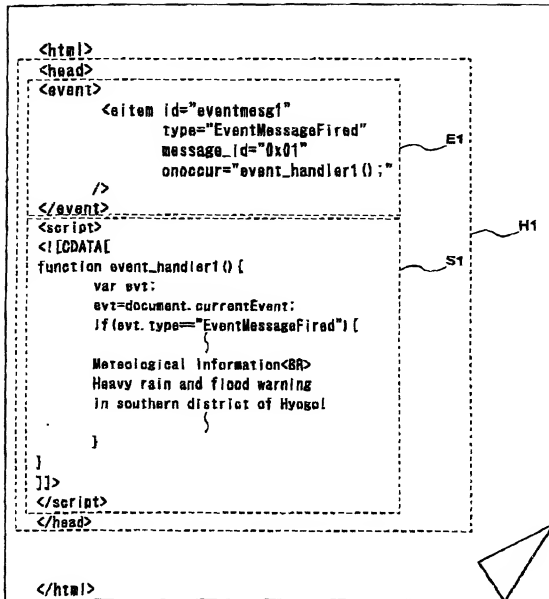 <html>
<head>
<event>
<eitem id="eventmesg1"
type="EventMessageFired"
message_id="0x01"
onoccur="event_handler1();"
/>
</event>
<script>
<![CDATA[
function event_handler1(){
var evt;
evt=document.currentEvent;
if(evt.type=="EventMessageFired"){
Meteological Information<BR>
Heavy rain and flood warning
in southern district of Hyogo!
}
}
]]>
</script>
</head>
</html>
E1
H1
S1